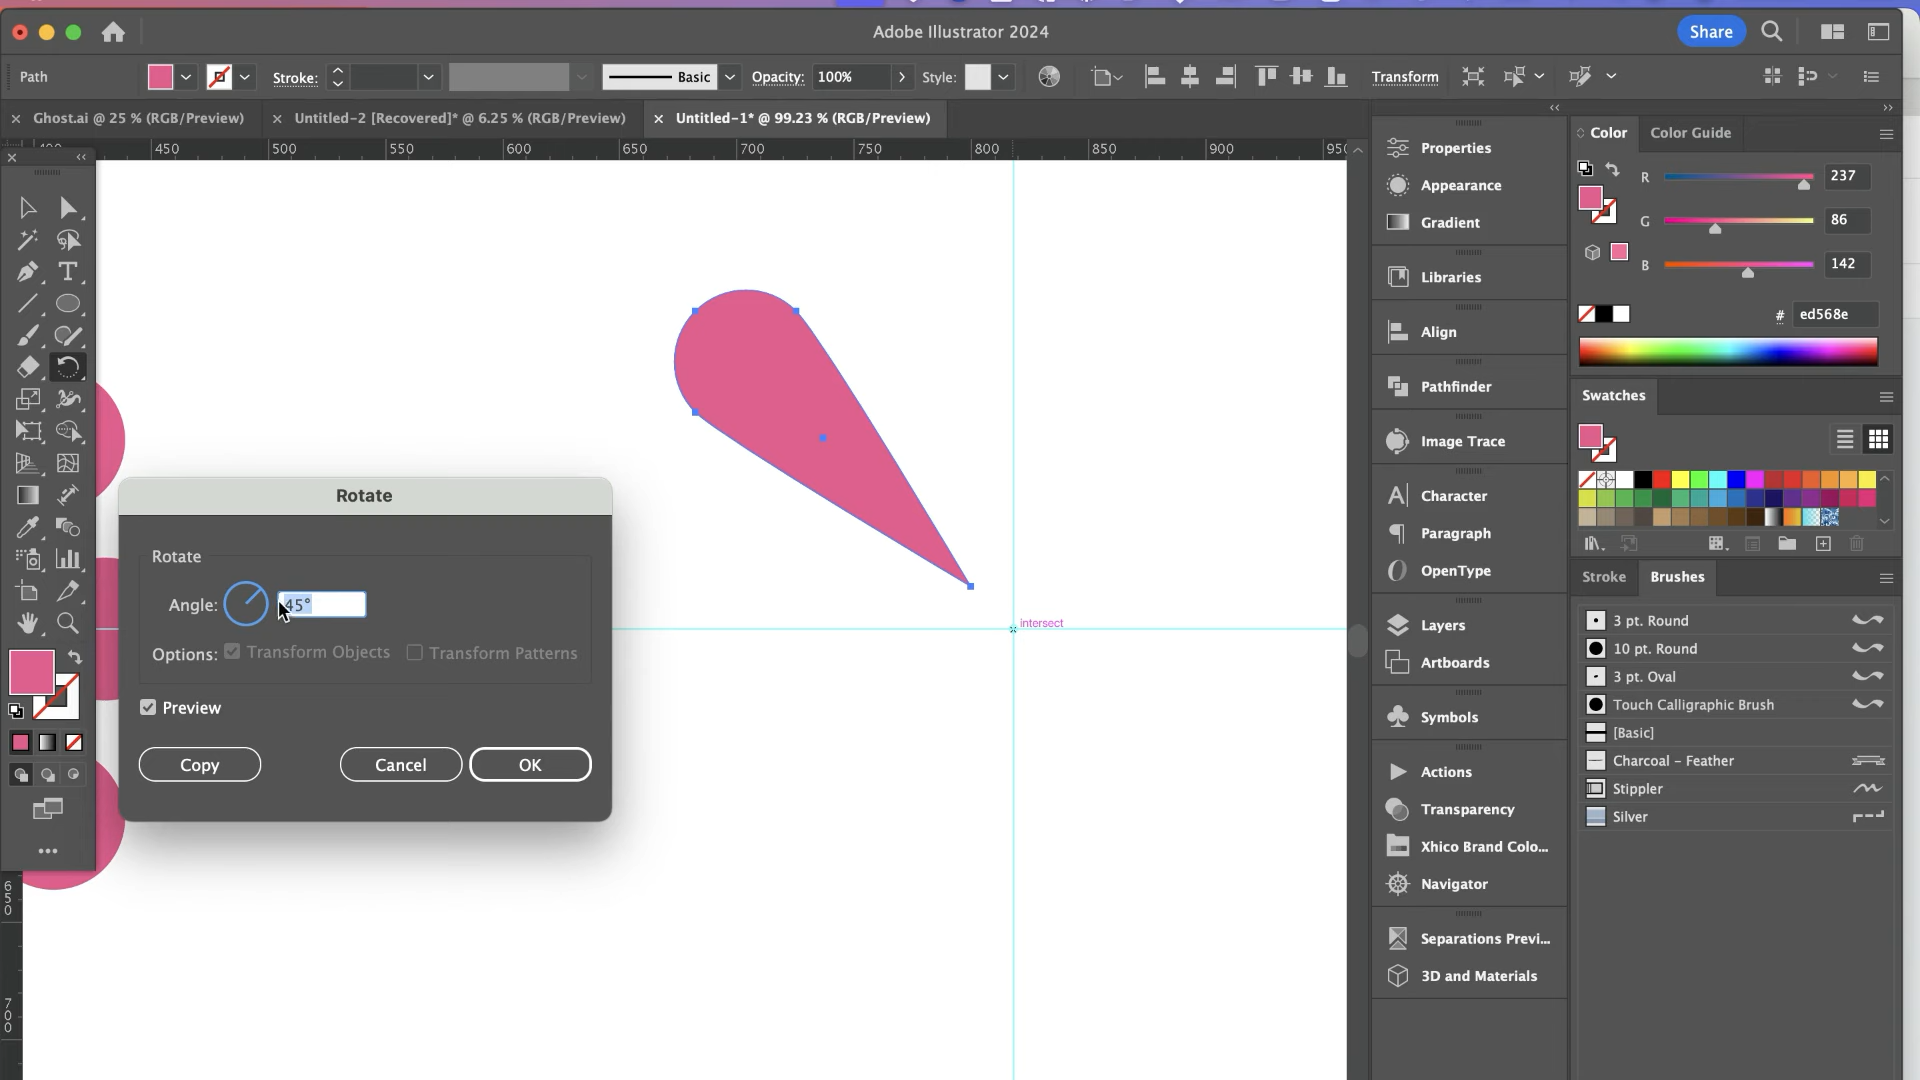 Adobe Illustrator 2024
Share
Path
Stroke:
Basic
Opacity:
100%
Style:
Transform
Ghost.ai @ 25 % (RGB/Preview)
Untitled-2 [Recovered]* @ 6.25 % (RGB/Preview)
Untitled-1* @ 99.23 % (RGB/Preview)
450
500
550
600
650
700
750
800
850
900
Properties
Appearance
Gradient
Libraries
Align
Pathfinder
Image Trace
Character
Paragraph
OpenType
Layers
Artboards
Symbols
Actions
Transparency
Xhico Brand Colo...
Navigator
Separations Previ...
3D and Materials
Color
Color Guide
R
237
G
86
B
142
#
ed568e
Swatches
Stroke
Brushes
3 pt. Round
10 pt. Round
3 pt. Oval
Touch Calligraphic Brush
[Basic]
Charcoal - Feather
Stippler
Silver
intersect
Rotate
Rotate
Angle:
45°
Options:
Transform Objects
Transform Patterns
Preview
Copy
Cancel
OK
650
700